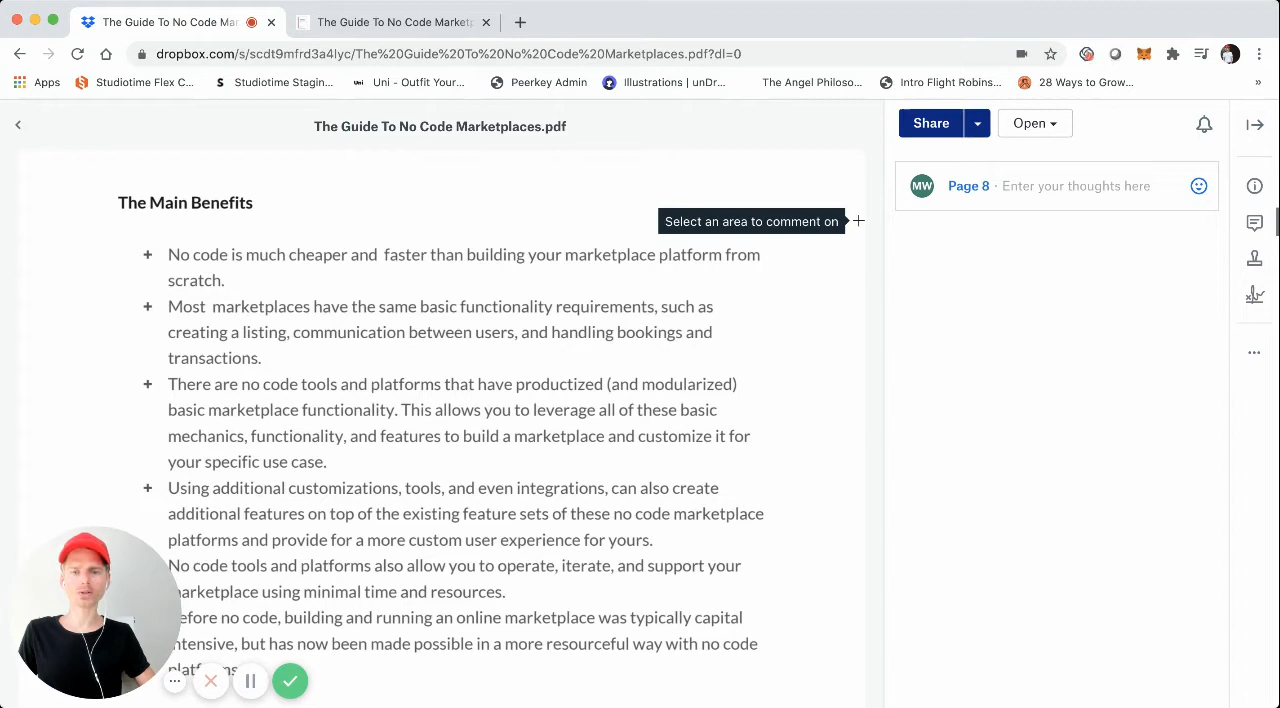 The Guide To No Code Mar
The Guide To No Code Market
dropbox.com/s/scdt9mfrd3a4lyc/The%20Guide%20To%20No%20Code%20Marketplaces.pdf?dl=0
Apps
Studiotime Flex C...
S
Studiotime Stagin...
uni
Uni - Outfit Your...
Peerkey Admin
Illustrations | unDr...
The Angel Philoso...
Intro Flight Robins...
28 Ways to Grow...
»
The Guide To No Code Marketplaces.pdf
Share
Open
MW
Page 8 · Enter your thoughts here
The Main Benefits
Select an area to comment on
+ No code is much cheaper and faster than building your marketplace platform from
scratch.
+ Most marketplaces have the same basic functionality requirements, such as
creating a listing, communication between users, and handling bookings and
transactions.
+ There are no code tools and platforms that have productized (and modularized)
basic marketplace functionality. This allows you to leverage all of these basic
mechanics, functionality, and features to build a marketplace and customize it for
your specific use case.
+ Using additional customizations, tools, and even integrations, can also create
additional features on top of the existing feature sets of these no code marketplace
platforms and provide for a more custom user experience for yours.
No code tools and platforms also allow you to operate, iterate, and support your
marketplace using minimal time and resources.
efore no code, building and running an online marketplace was typically capital
intensive, but has now been made possible in a more resourceful way with no code